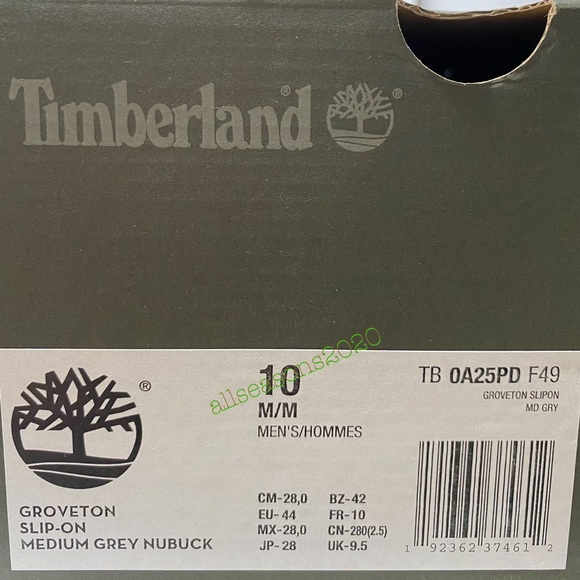 Timberland®
®
allseasons2020
®
10
M/M
MEN'S/HOMMES
TB 0A25PD F49
GROVETON SLIPON
MD GRY
GROVETON
SLIP-ON
MEDIUM GREY NUBUCK
CM-28,0 BZ-42
EU- 44 FR-10
MX-28,0 CN-280(2.5)
JP- 28 UK-9.5
1 92362 37461 2